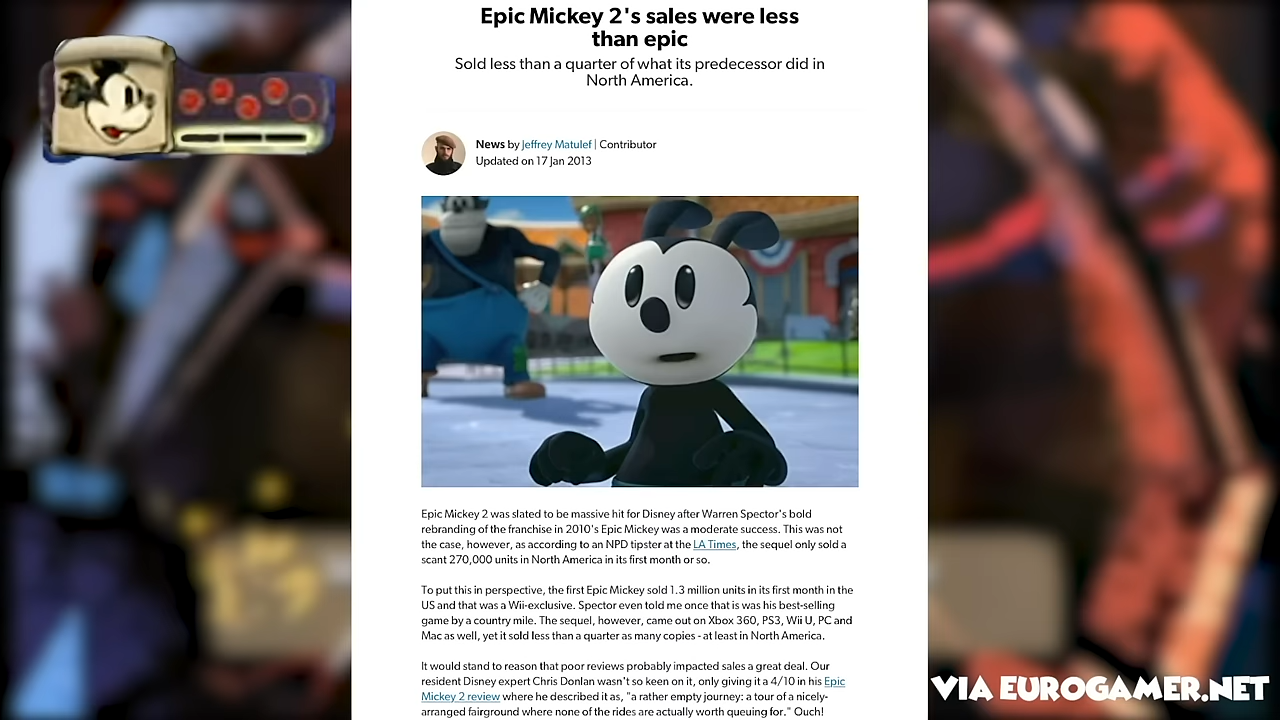 Epic Mickey 2's sales were less
than epic
Sold less than a quarter of what its predecessor did in
North America.
News by Jeffrey Matulef | Contributor
Updated on 17 Jan 2013
Epic Mickey 2 was slated to be massive hit for Disney after Warren Spector's bold
rebranding of the franchise in 2010's Epic Mickey was a moderate success. This was not
the case, however, as according to an NPD tipster at the LA Times, the sequel only sold a
scant 270,000 units in North America in its first month or so.
To put this in perspective, the first Epic Mickey sold 1.3 million units in its first month in the
US and that was a Wii-exclusive. Spector even told me once that is was his best-selling
game by a country mile. The sequel, however, came out on Xbox 360, PS3, Wii U, PC and
Mac as well, yet it sold less than a quarter as many copies - at least in North America.
It would stand to reason that poor reviews probably impacted sales a great deal. Our
resident Disney expert Chris Donlan wasn't so keen on it, only giving it a 4/10 in his Epic
Mickey 2 review where he described it as, "a rather empty journey: a tour of a nicely-
arranged fairground where none of the rides are actually worth queuing for." Ouch!
VIA EUROGAMER.NET